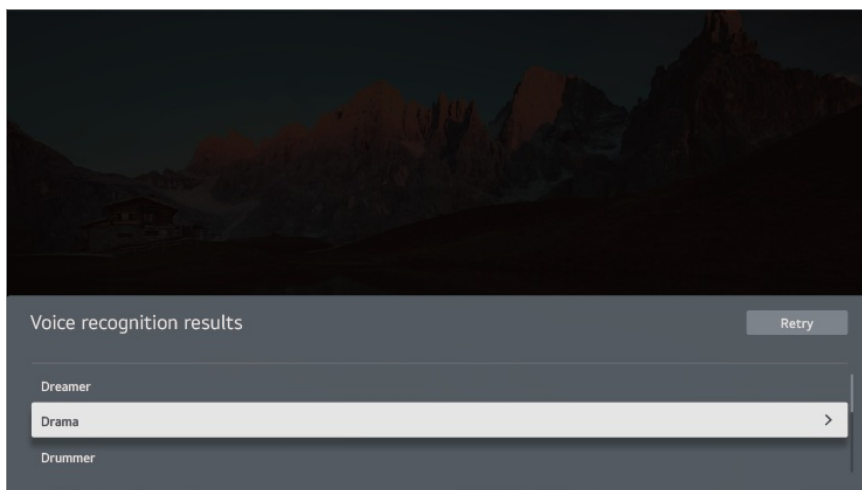 Voice recognition results
Retry
Dreamer
Drama
Drummer